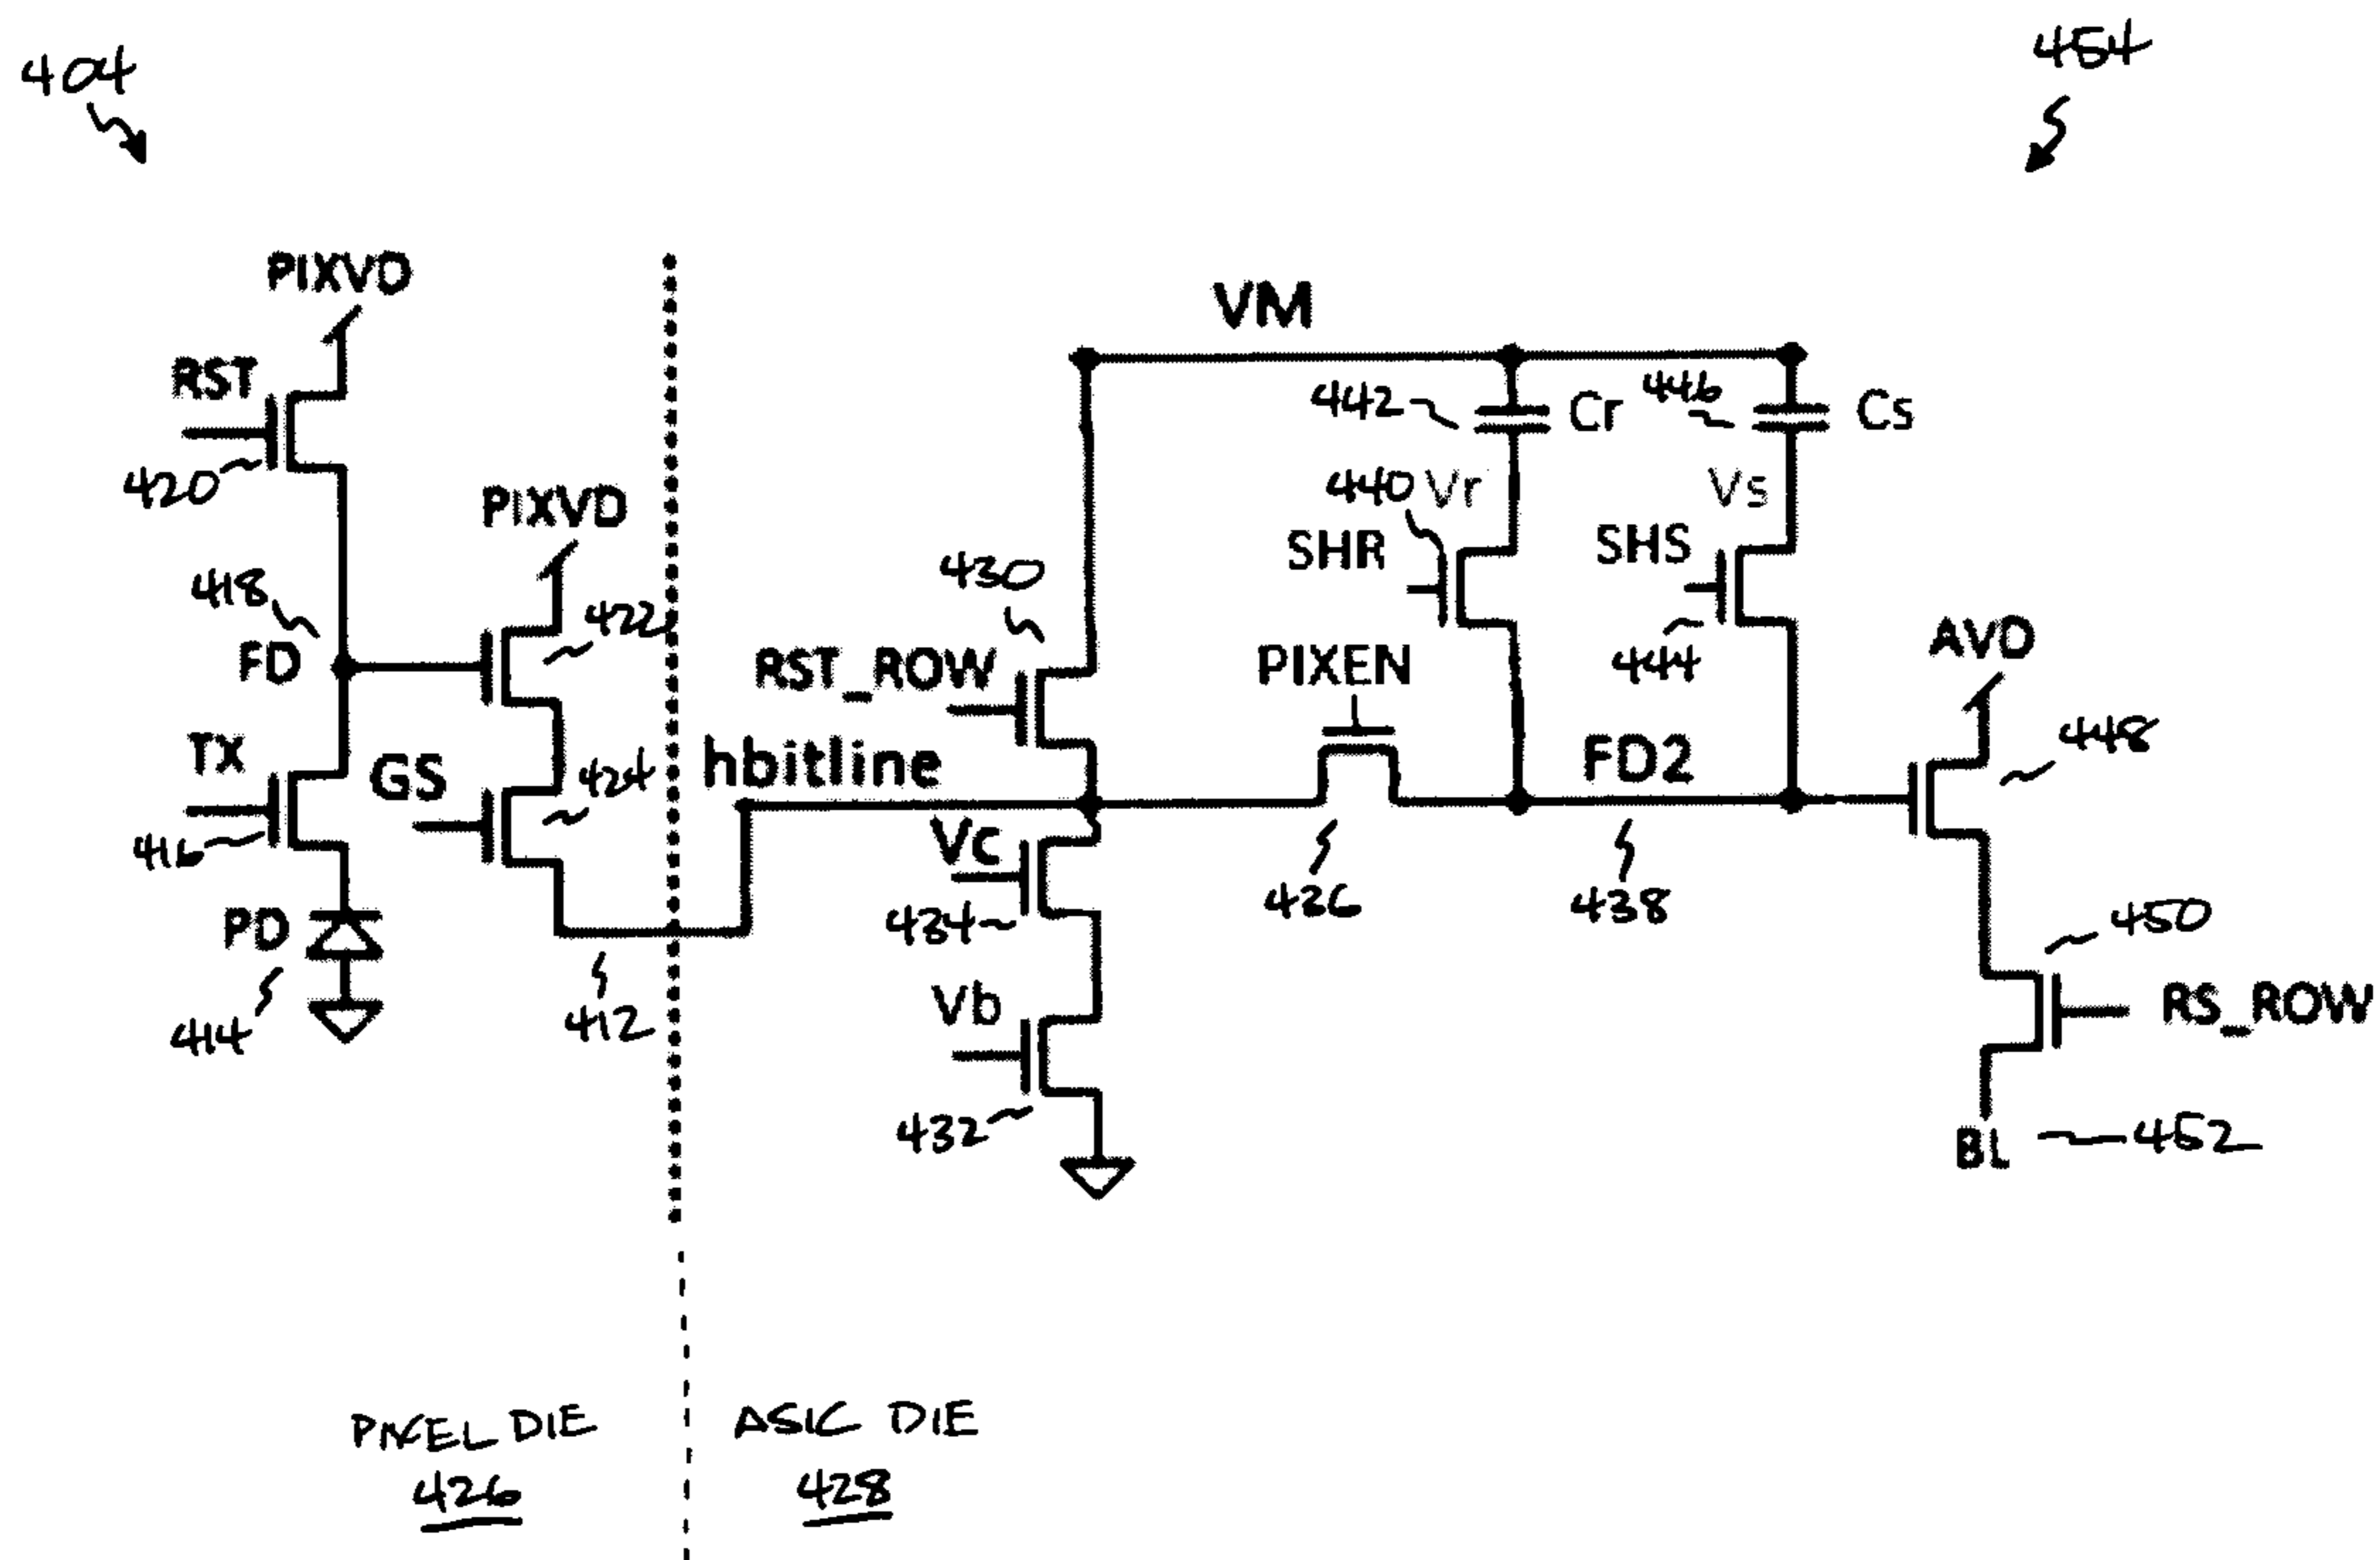 404
454
PIXVD
VM
RST
442
Cr
446
Cs
420
PIXVD
440
Vr
Vs
SHR
SHS
418
FD
422
430
RST_ROW
PIXEN
444
AVD
TX
GS
424
hbitline
FD2
448
416
Vc
434
426
438
PD
450
414
412
Vb
RS_ROW
432
BL
452
PIXEL DIE
ASIC DIE
426
428